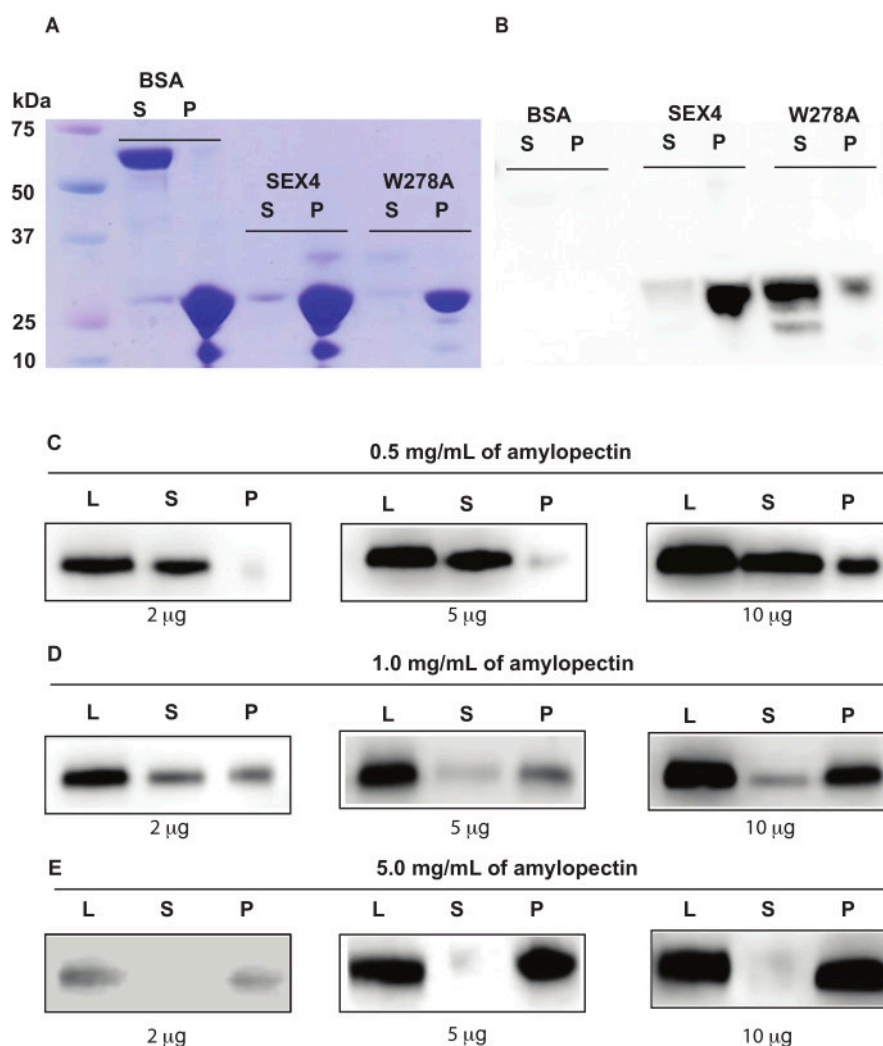 A
B
BSA
S P
kDa
75
50
37
25
10
SEX4
S P
W278A
S P
BSA
S P
SEX4
S P
W278A
S P
C
0.5 mg/mL of amylopectin
L S P
L S P
L S P
2 µg
5 µg
10 µg
D
1.0 mg/mL of amylopectin
L S P
L S P
L S P
2 µg
5 µg
10 µg
E
5.0 mg/mL of amylopectin
L S P
L S P
L S P
2 µg
5 µg
10 µg